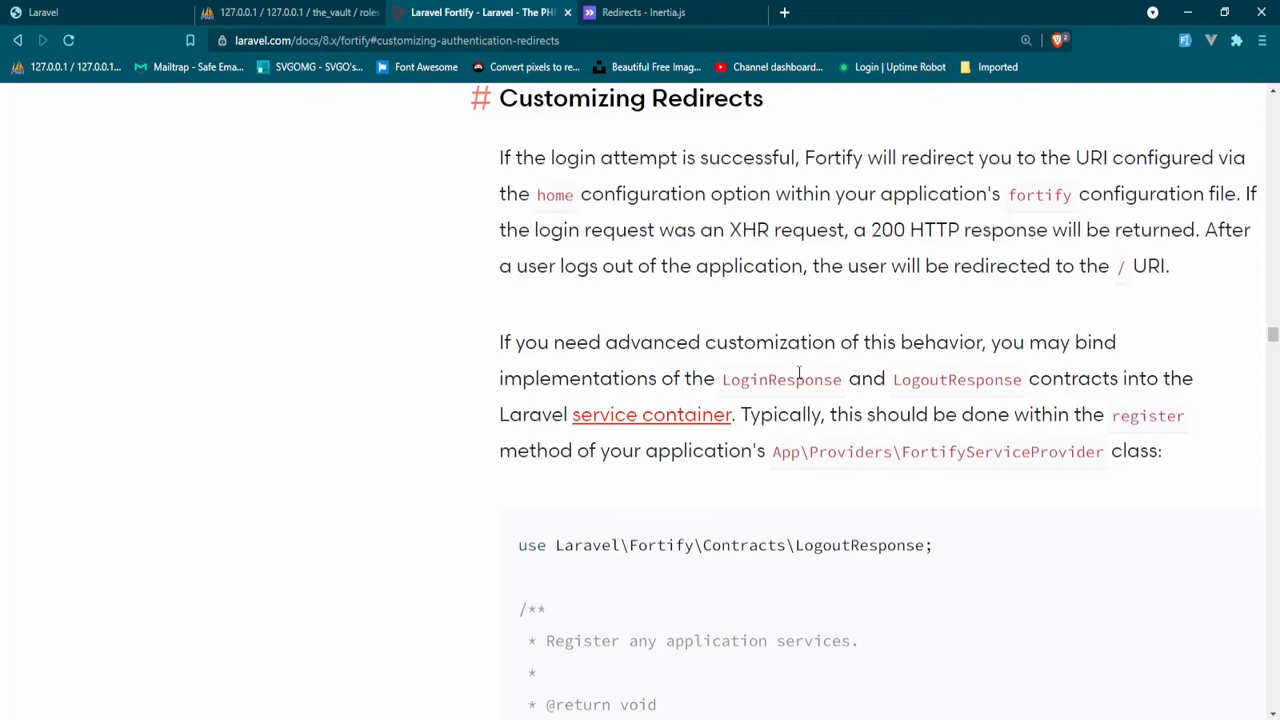 Laravel
127.0.0.1 / 127.0.0.1 / the_vault / roles
Laravel Fortify - Laravel - The PH
Redirects - Inertia.js
laravel.com/docs/8.x/fortify#customizing-authentication-redirects
2
127.0.0.1 / 127.0.0.1...
Mailtrap - Safe Ema...
SVGOMG - SVGO's...
Font Awesome
Convert pixels to re...
Beautiful Free Imag...
Channel dashboard...
Login | Uptime Robot
Imported
# Customizing Redirects
If the login attempt is successful, Fortify will redirect you to the URI configured via
the home configuration option within your application's fortify configuration file. If
the login request was an XHR request, a 200 HTTP response will be returned. After
a user logs out of the application, the user will be redirected to the / URI.
If you need advanced customization of this behavior, you may bind
implementations of the LoginResponse and LogoutResponse contracts into the
Laravel service container. Typically, this should be done within the register
method of your application's App\Providers\FortifyServiceProvider class:
use Laravel\Fortify\Contracts\LogoutResponse;
/**
* Register any application services.
*
* @return void